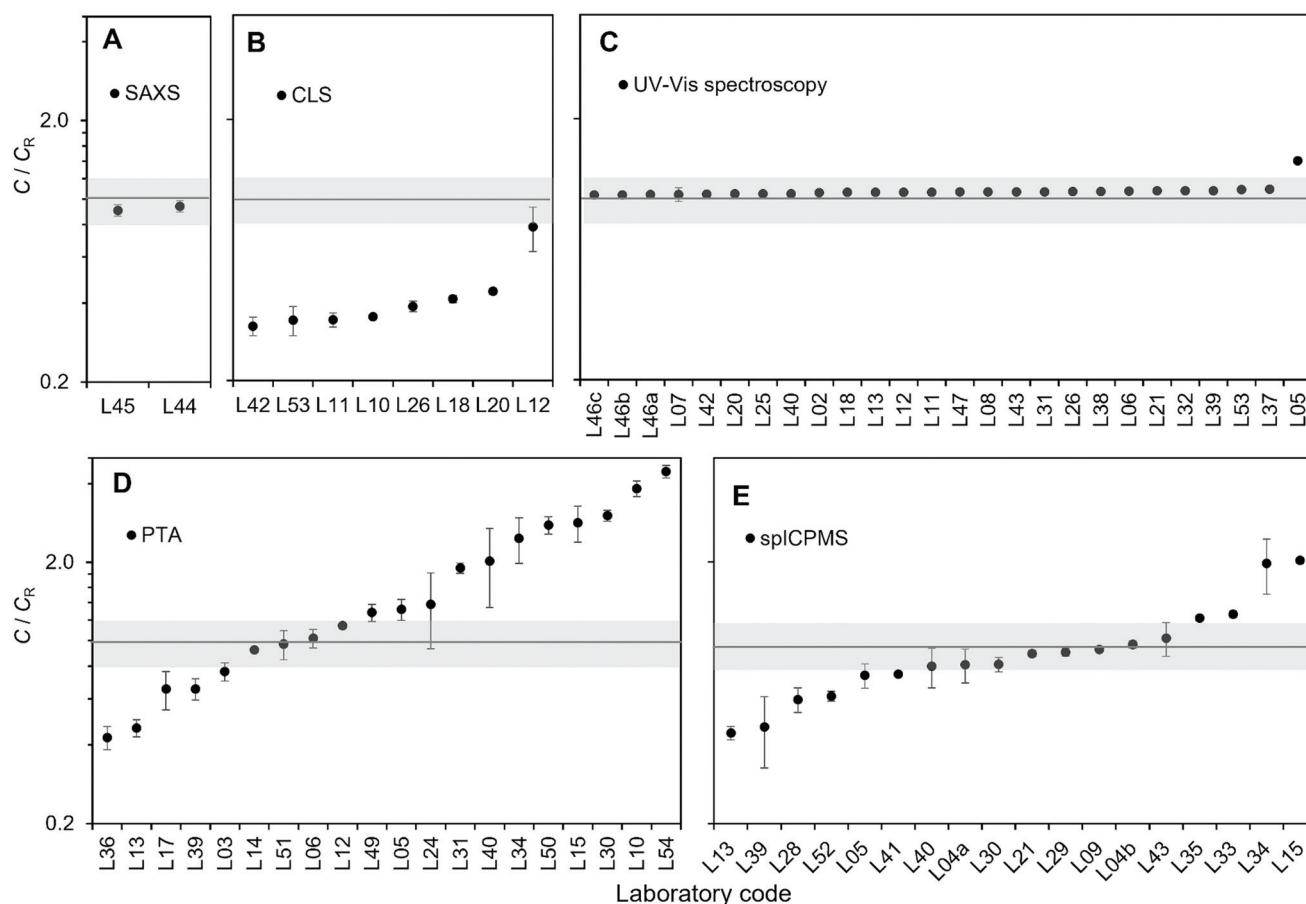 A
SAXS
2.0
C / CR
0.2
L45 L44
B
CLS
L42 L53 L11 L10 L26 L18 L20 L12
C
UV-Vis spectroscopy
L46c L46b L46a L07 L42 L20 L25 L40 L02 L18 L13 L12 L11 L47 L08 L43 L31 L26 L38 L06 L21 L32 L39 L53 L37 L05
D
PTA
2.0
C / CR
0.2
L36 L13 L17 L39 L03 L14 L51 L06 L12 L49 L05 L24 L31 L40 L34 L50 L15 L30 L10 L54
E
spICPMS
L13 L39 L28 L52 L05 L41 L40 L04a L30 L21 L29 L09 L04b L43 L35 L33 L34 L15
Laboratory code